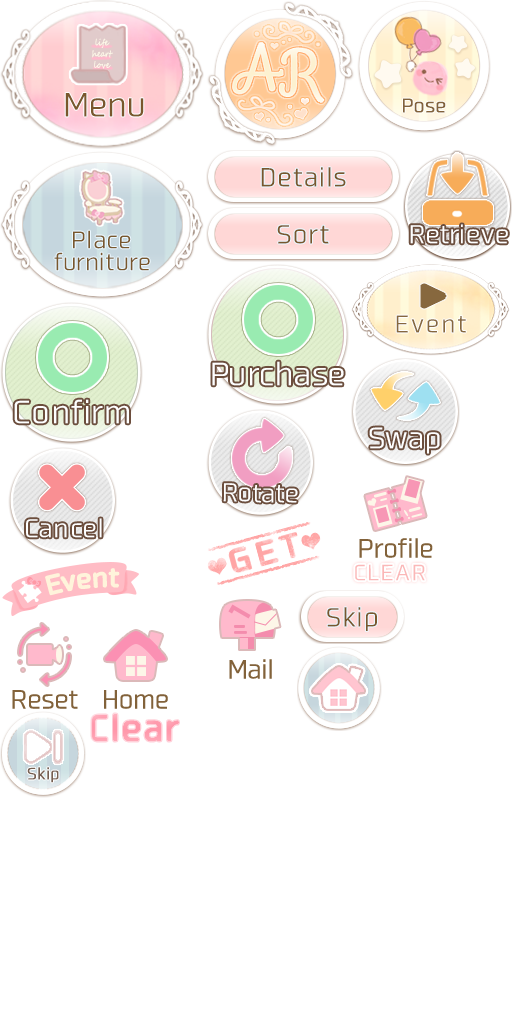 life
heart
love
Menu
AR
Pose
Details
Sort
Retrieve
Place
furniture
Purchase
Event
Confirm
Swap
Rotate
Cancel
Profile
CLEAR
GET
Event
Skip
Mail
Reset
Home
Clear
Skip